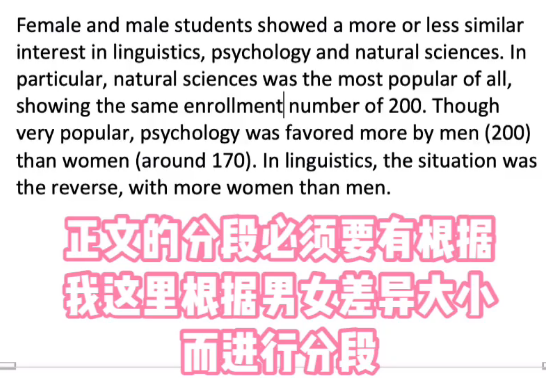 Female and male students showed a more or less similar
interest in linguistics, psychology and natural sciences. In
particular, natural sciences was the most popular of all,
showing the same enrollment number of 200. Though
very popular, psychology was favored more by men (200)
than women (around 170). In linguistics, the situation was
the reverse, with more women than men.
正文的分段必须要有根据
我这里根据男女差异大小
而进行分段